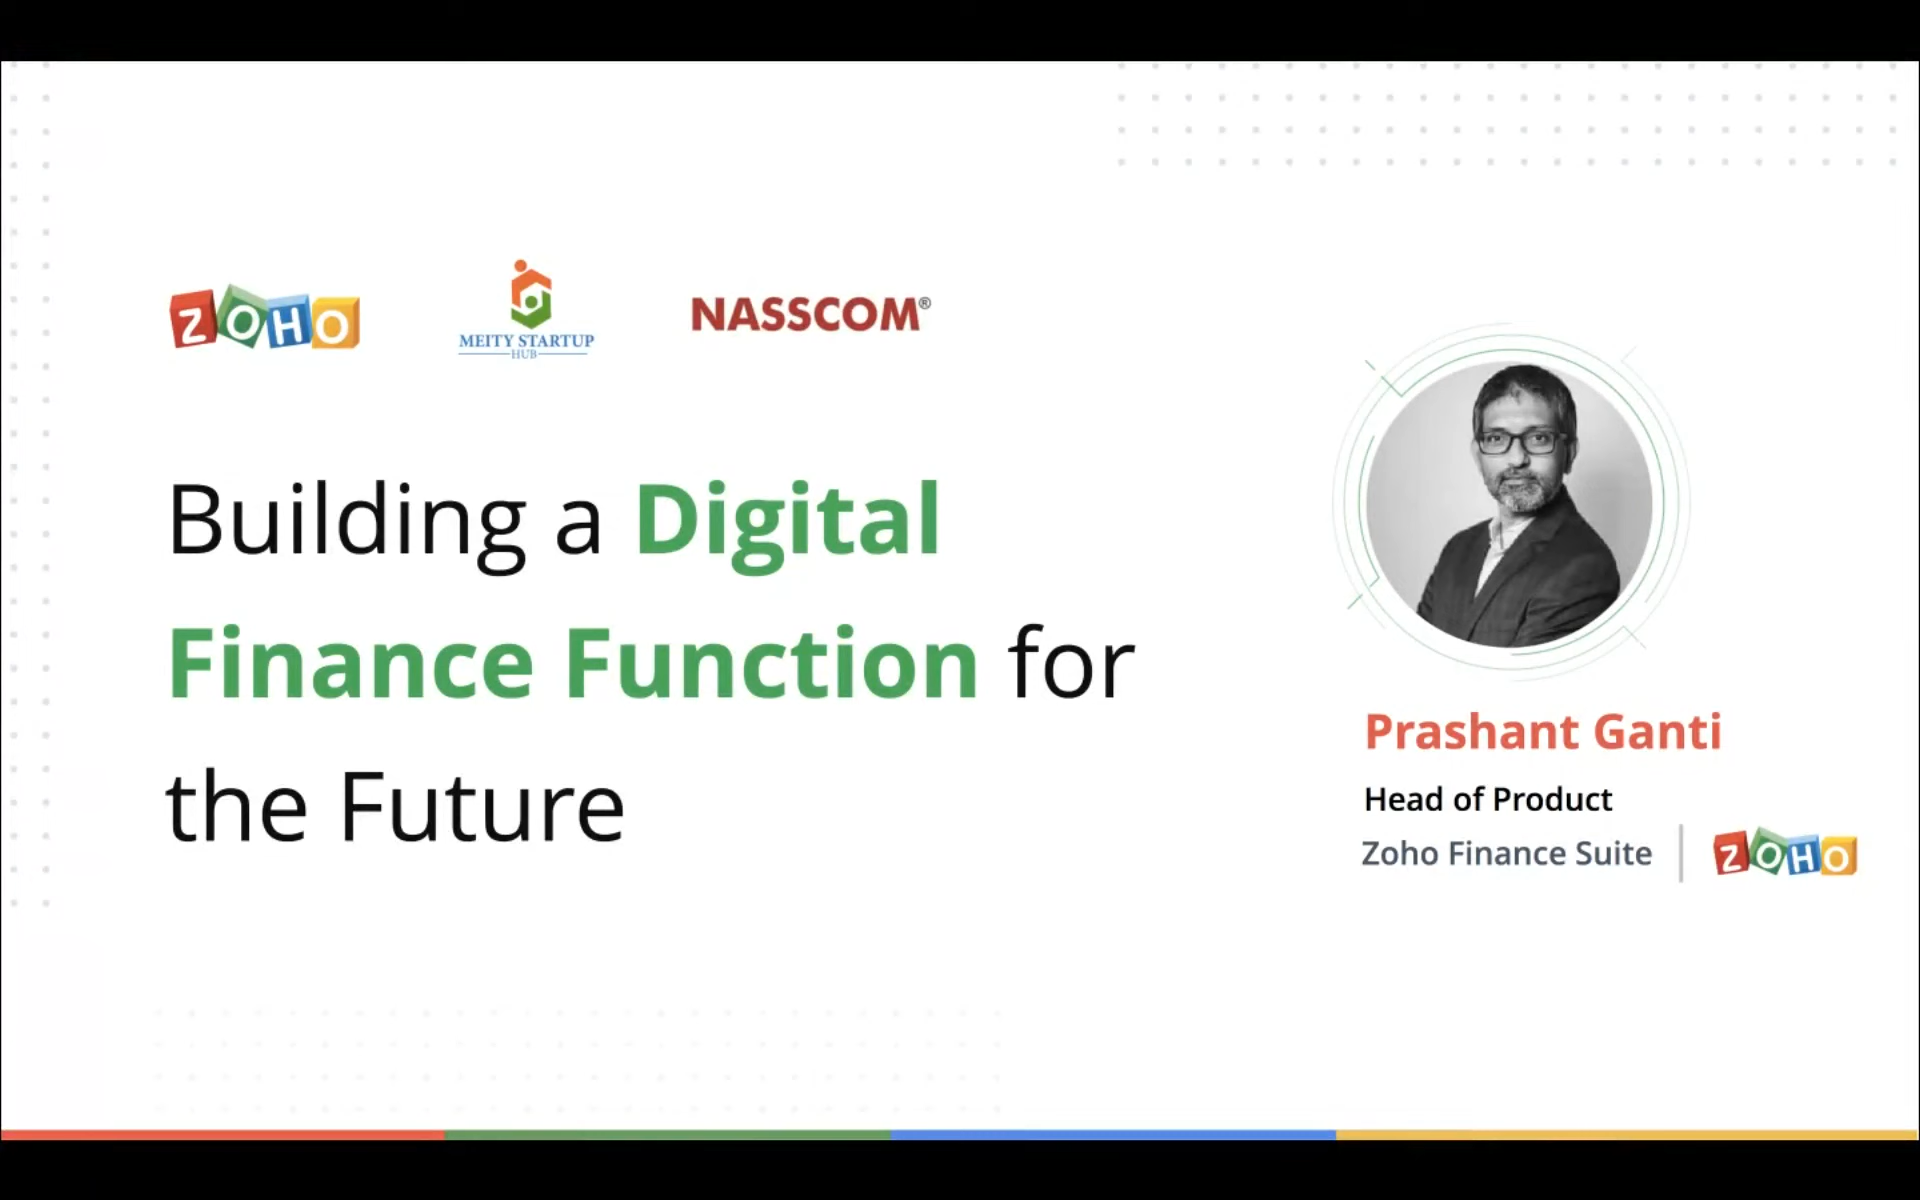 ZOHO
MEITY STARTUP
HUB
NASSCOM®
Building a Digital
Finance Function for
the Future
Prashant Ganti
Head of Product
Zoho Finance Suite
ZOHO